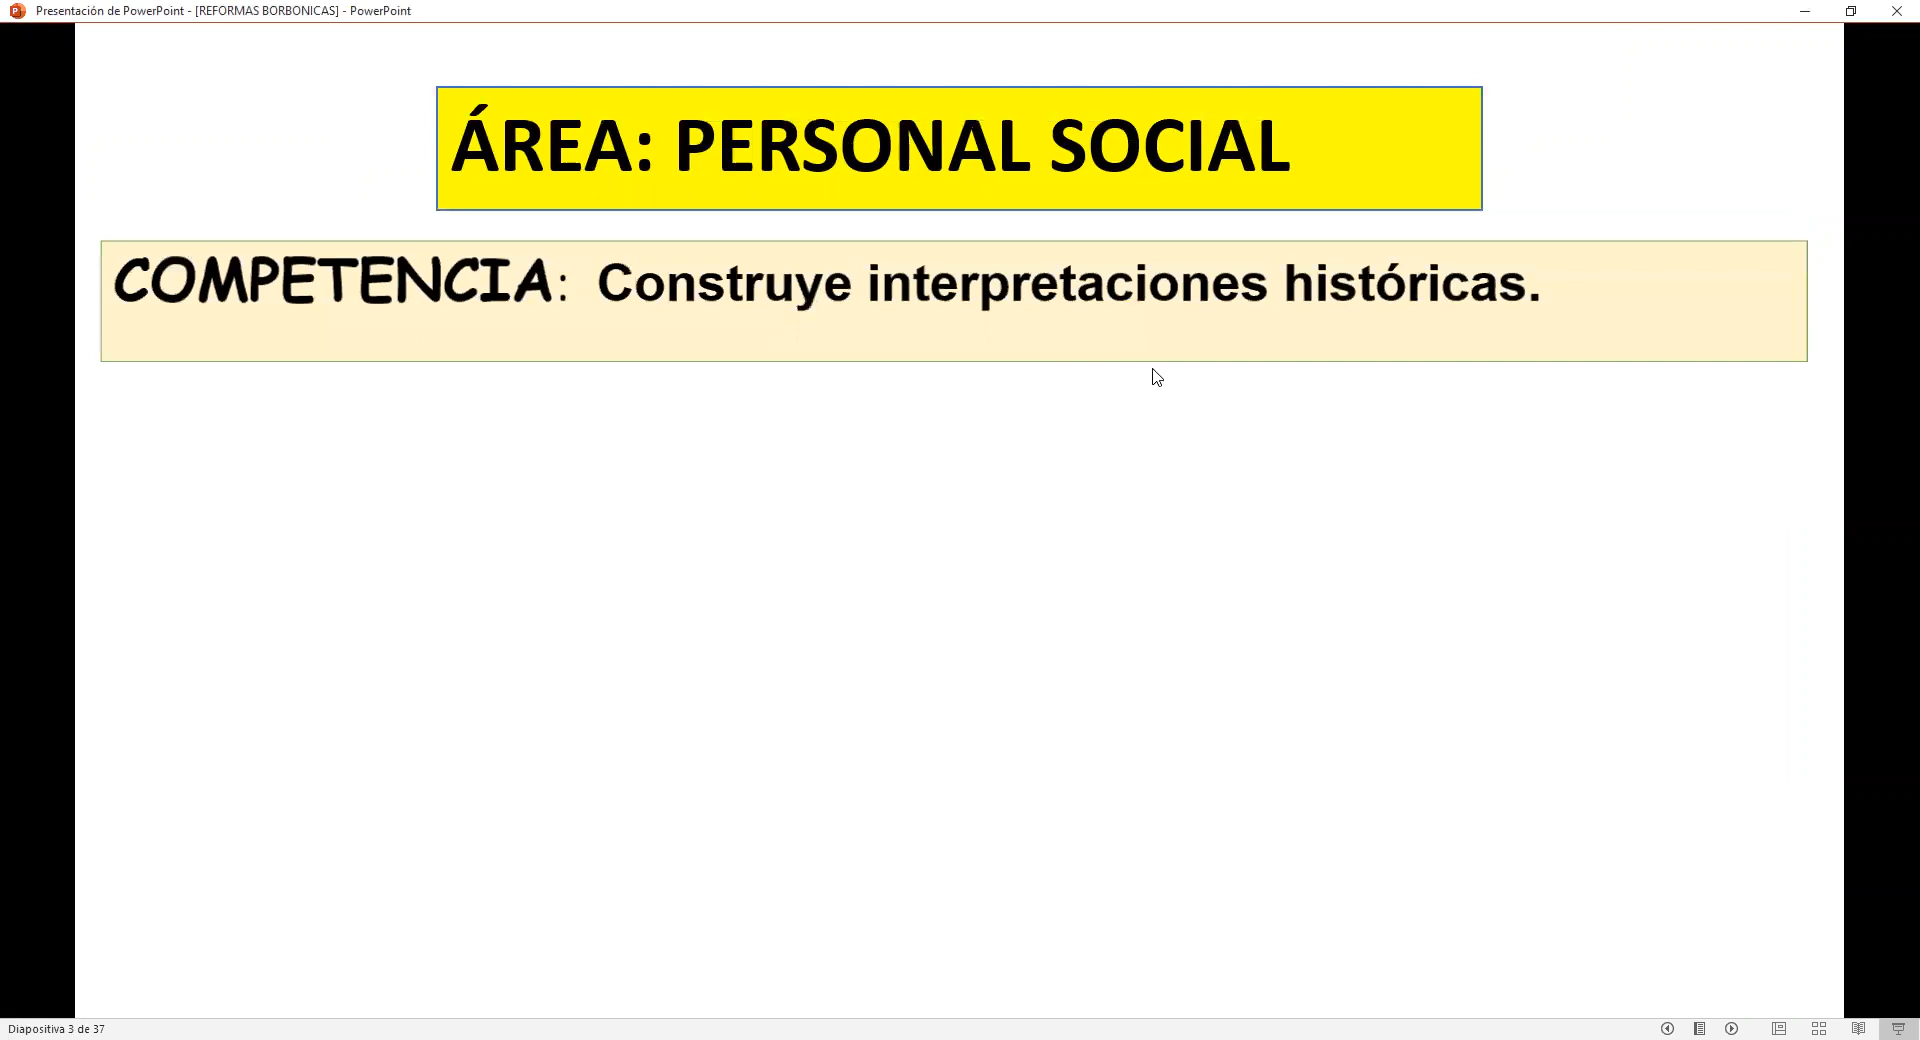 Presentación de PowerPoint - [REFORMAS BORBONICAS] - PowerPoint
ÁREA: PERSONAL SOCIAL
COMPETENCIA: Construye interpretaciones históricas.
Diapositiva 3 de 37